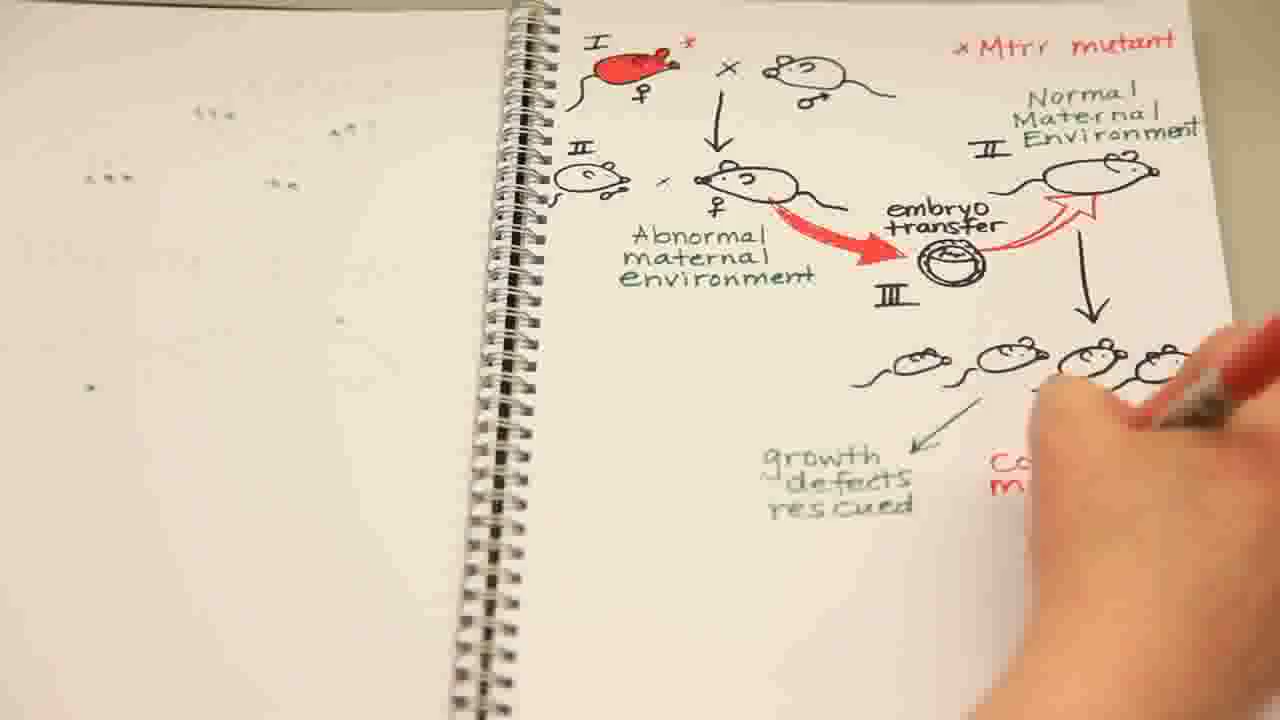 I
*
x
♀
♂
* Mtrr mutant
Normal
Maternal
Environment
II
II
x
♀
embryo
transfer
Abnormal
maternal
environment
III
growth
defects
rescued